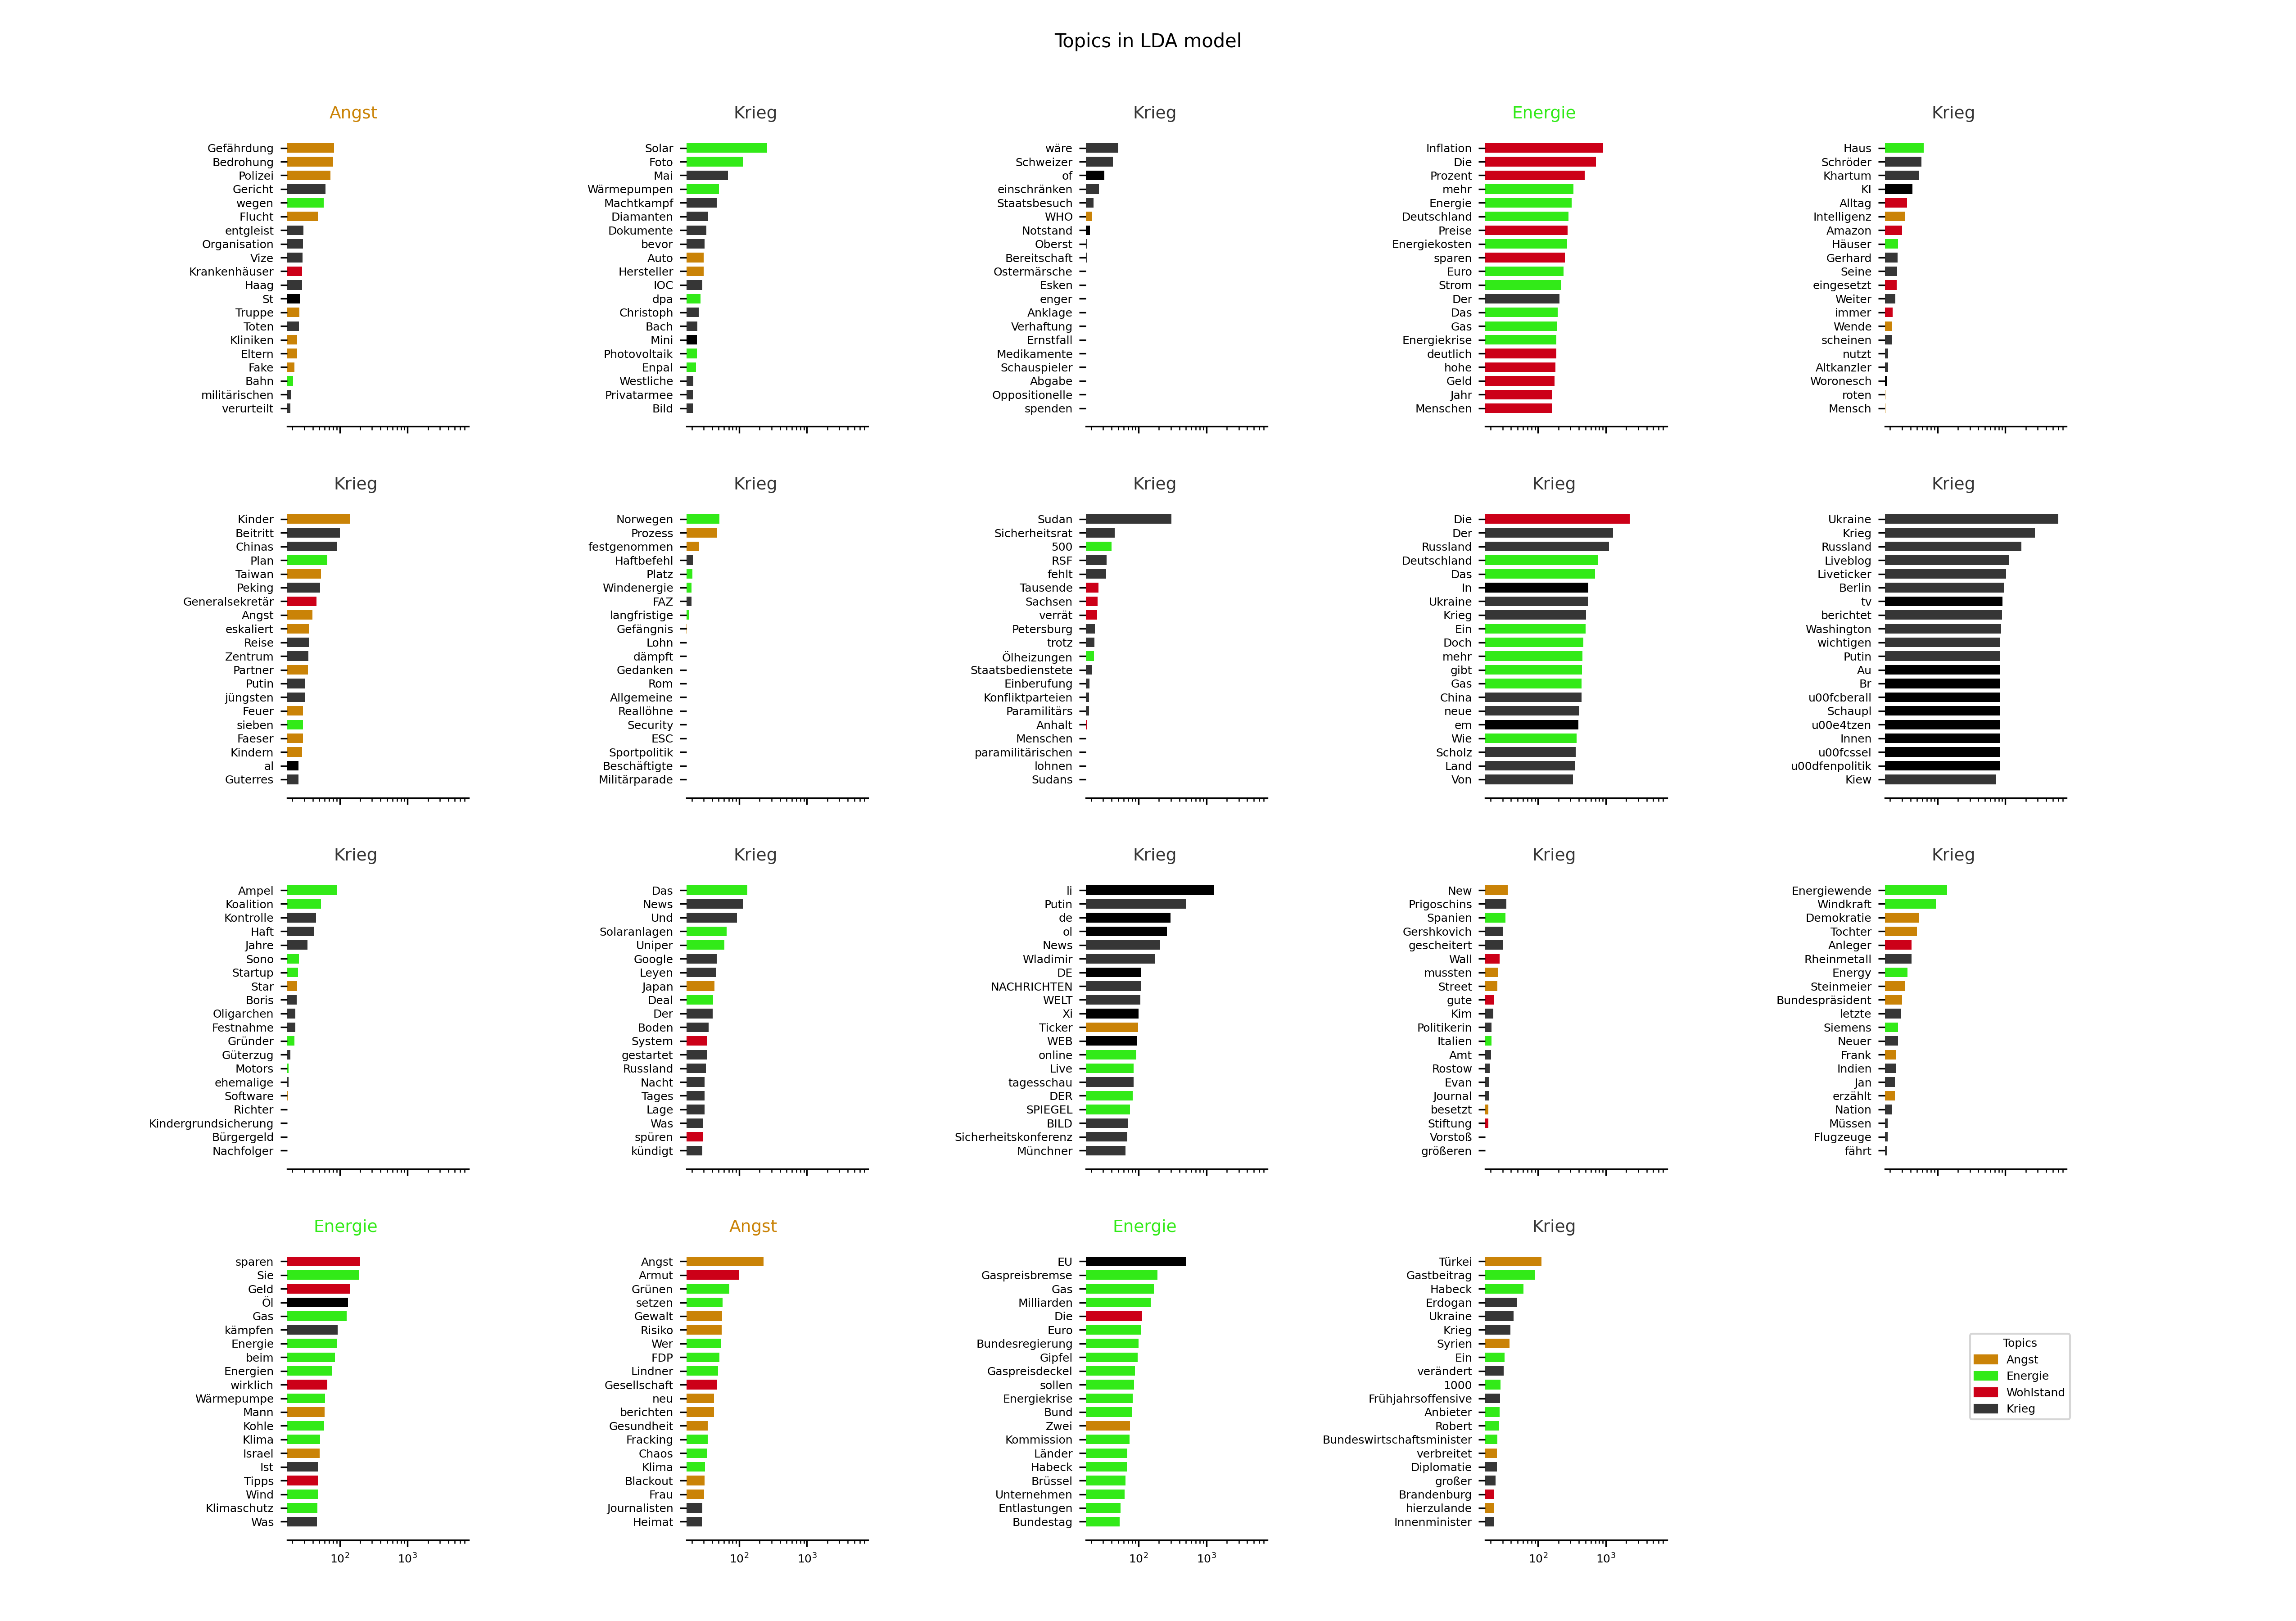 Topics in LDA model
Angst
Gefährdung
Bedrohung
Polizei
Gericht
wegen
Flucht
entgleist
Organisation
Vize
Krankenhäuser
Haag
St
Truppe
Toten
Kliniken
Eltern
Fake
Bahn
militärischen
verurteilt
Krieg
Solar
Foto
Mai
Wärmepumpen
Machtkampf
Diamanten
Dokumente
bevor
Auto
Hersteller
IOC
dpa
Christoph
Bach
Mini
Photovoltaik
Enpal
Westliche
Privatarmee
Bild
Krieg
wäre
Schweizer
of
einschränken
Staatsbesuch
WHO
Notstand
Oberst
Bereitschaft
Ostermärsche
Esken
enger
Anklage
Verhaftung
Ernstfall
Medikamente
Schauspieler
Abgabe
Oppositionelle
spenden
Energie
Inflation
Die
Prozent
mehr
Energie
Deutschland
Preise
Energiekosten
sparen
Euro
Strom
Der
Das
Gas
Energiekrise
deutlich
hohe
Geld
Jahr
Menschen
Krieg
Haus
Schröder
Khartum
KI
Alltag
Intelligenz
Amazon
Häuser
Gerhard
Seine
eingesetzt
Weiter
immer
Wende
scheinen
nutzt
Altkanzler
Woronesch
roten
Mensch
Krieg
Kinder
Beitritt
Chinas
Plan
Taiwan
Peking
Generalsekretär
Angst
eskaliert
Reise
Zentrum
Partner
Putin
jüngsten
Feuer
sieben
Faeser
Kindern
al
Guterres
Krieg
Norwegen
Prozess
festgenommen
Haftbefehl
Platz
Windenergie
FAZ
langfristige
Gefängnis
Lohn
dämpft
Gedanken
Rom
Allgemeine
Reallöhne
Security
ESC
Sportpolitik
Beschäftigte
Militärparade
Krieg
Sudan
Sicherheitsrat
500
RSF
fehlt
Tausende
Sachsen
verrät
Petersburg
trotz
Ölheizungen
Staatsbedienstete
Einberufung
Konfliktparteien
Paramilitärs
Anhalt
Menschen
paramilitärischen
lohnen
Sudans
Krieg
Die
Der
Russland
Deutschland
Das
In
Ukraine
Krieg
Ein
Doch
mehr
gibt
Gas
China
neue
em
Wie
Scholz
Land
Von
Krieg
Ukraine
Krieg
Russland
Liveblog
Liveticker
Berlin
tv
berichtet
Washington
wichtigen
Putin
Au
Br
u00fcberall
Schaupl
u00e4tzen
Innen
u00fcssel
u00dfenpolitik
Kiew
Krieg
Ampel
Koalition
Kontrolle
Haft
Jahre
Sono
Startup
Star
Boris
Oligarchen
Festnahme
Gründer
Güterzug
Motors
ehemalige
Software
Richter
Kindergrundsicherung
Bürgergeld
Nachfolger
Krieg
Das
News
Und
Solaranlagen
Uniper
Google
Leyen
Japan
Deal
Der
Boden
System
gestartet
Russland
Nacht
Tages
Lage
Was
spüren
kündigt
Krieg
li
Putin
de
ol
News
Wladimir
DE
NACHRICHTEN
WELT
Xi
Ticker
WEB
online
Live
tagesschau
DER
SPIEGEL
BILD
Sicherheitskonferenz
Münchner
Krieg
New
Prigoschins
Spanien
Gershkovich
gescheitert
Wall
mussten
Street
gute
Kim
Politikerin
Italien
Amt
Rostow
Evan
Journal
besetzt
Stiftung
Vorstoß
größeren
Krieg
Energiewende
Windkraft
Demokratie
Tochter
Anleger
Rheinmetall
Energy
Steinmeier
Bundespräsident
letzte
Siemens
Neuer
Frank
Indien
Jan
erzählt
Nation
Müssen
Flugzeuge
fährt
Energie
sparen
Sie
Geld
Öl
Gas
kämpfen
Energie
beim
Energien
wirklich
Wärmepumpe
Mann
Kohle
Klima
Israel
Ist
Tipps
Wind
Klimaschutz
Was
10² 10³
Angst
Angst
Armut
Grünen
setzen
Gewalt
Risiko
Wer
FDP
Lindner
Gesellschaft
neu
berichten
Gesundheit
Fracking
Chaos
Klima
Blackout
Frau
Journalisten
Heimat
10² 10³
Energie
EU
Gaspreisbremse
Gas
Milliarden
Die
Euro
Bundesregierung
Gipfel
Gaspreisdeckel
sollen
Energiekrise
Bund
Zwei
Kommission
Länder
Habeck
Brüssel
Unternehmen
Entlastungen
Bundestag
10² 10³
Krieg
Türkei
Gastbeitrag
Habeck
Erdogan
Ukraine
Krieg
Syrien
Ein
verändert
1000
Frühjahrsoffensive
Anbieter
Robert
Bundeswirtschaftsminister
verbreitet
Diplomatie
großer
Brandenburg
hierzulande
Innenminister
10² 10³
Topics
Angst
Energie
Wohlstand
Krieg